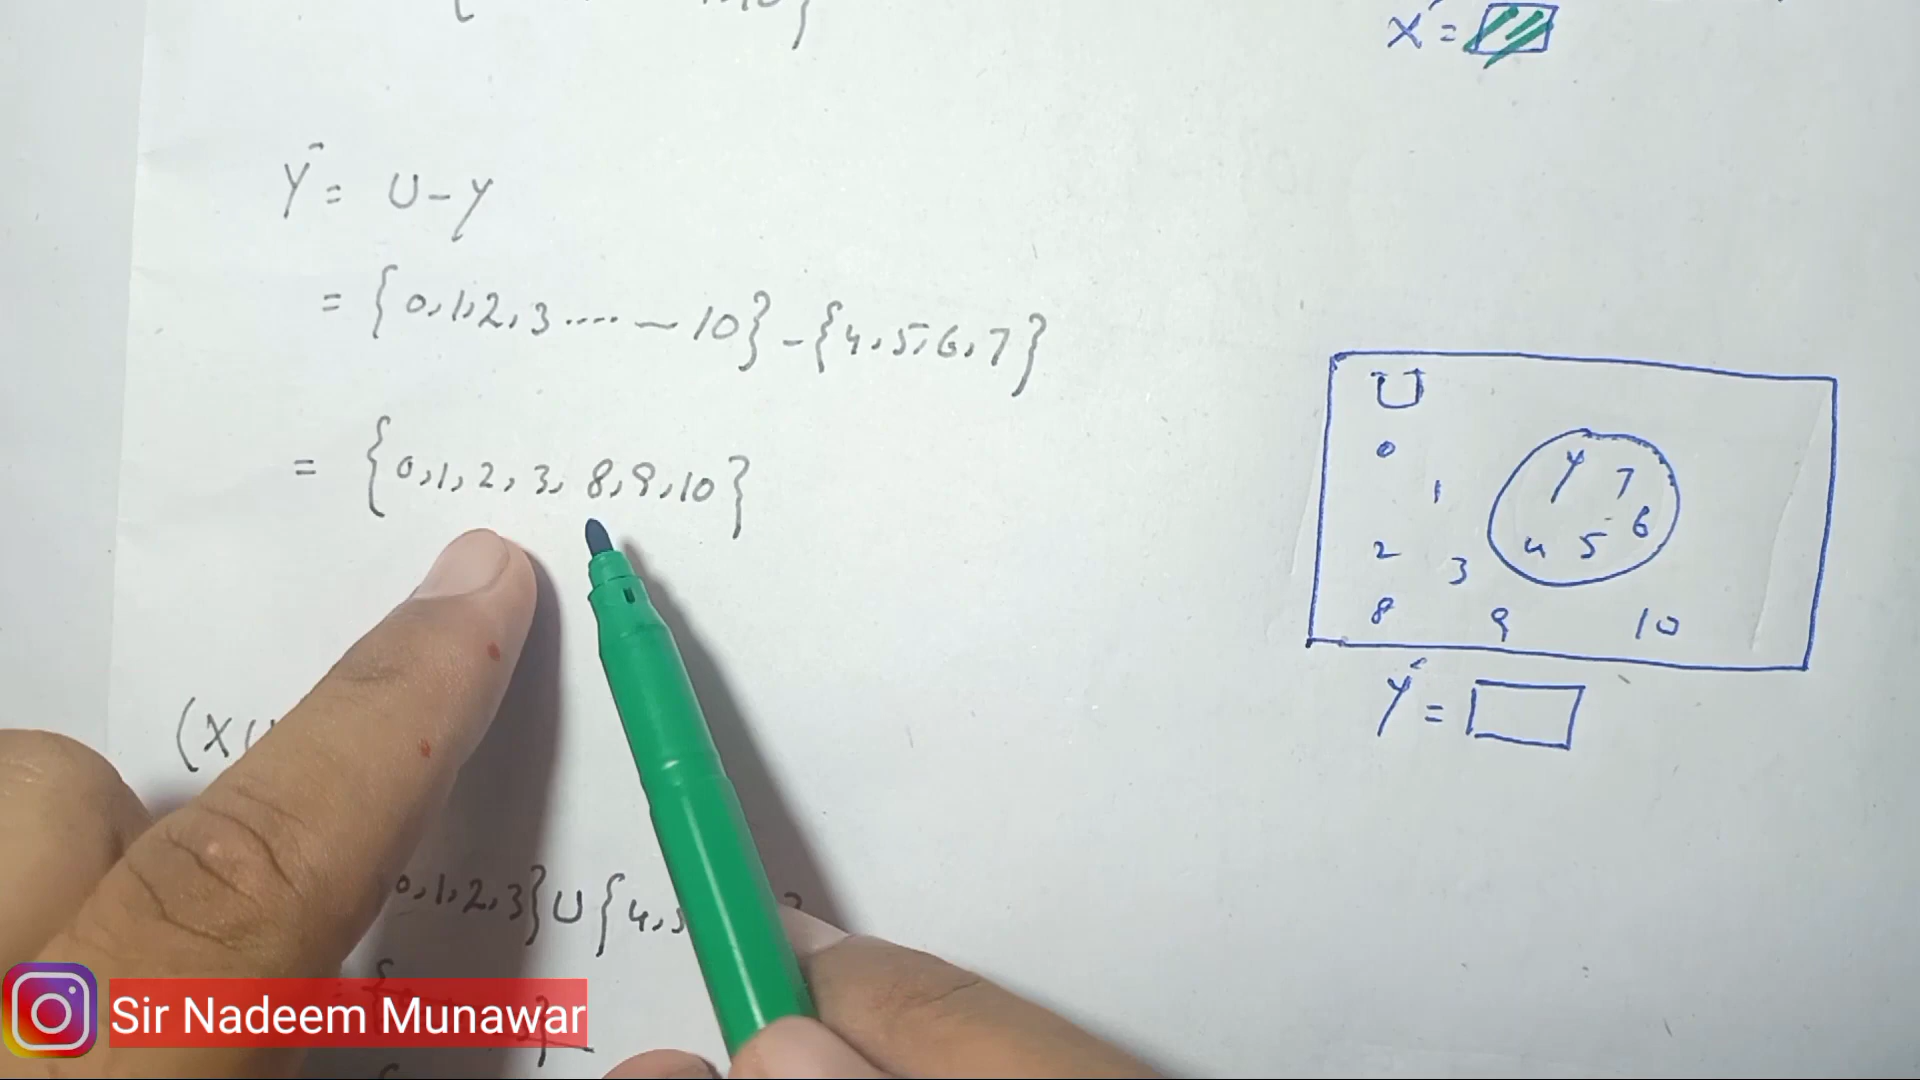 X' =
Y' = U - Y
= {0,1,2,3.... — 10} - {4,5,6,7}
= {0,1,2,3,8,9,10}
U
0
1
Y 7
6
4 5
2 3
8 9 10
Y' =
(X
0,1,2,3} U {4,5
Sir Nadeem Munawar